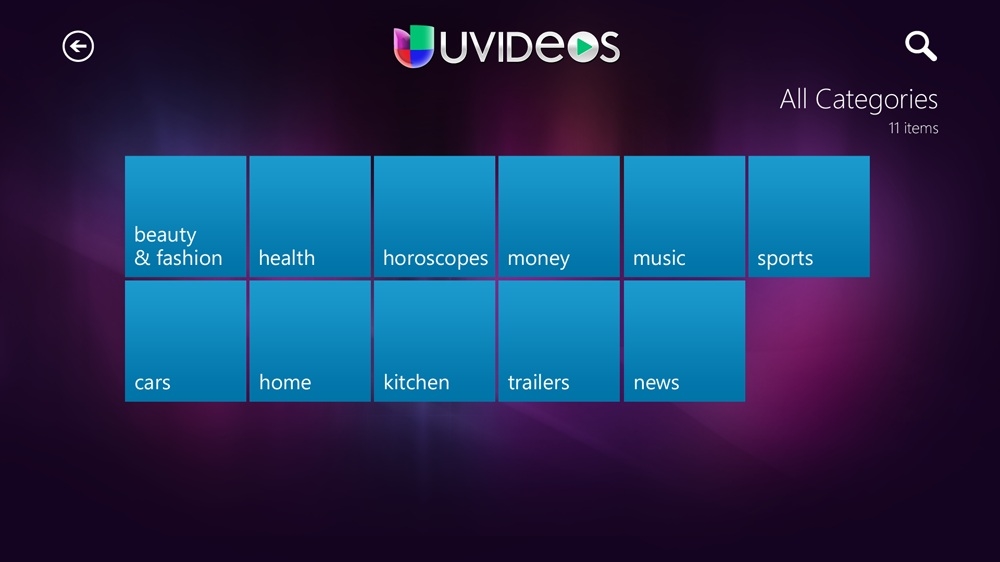 UVIDEOS
All Categories
11 items
beauty
& fashion
health
horoscopes
money
music
sports
cars
home
kitchen
trailers
news